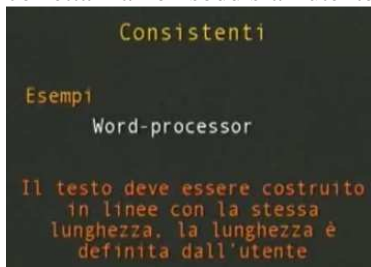 Consistenti
Esempi
Word-processor
Il testo deve essere costruito
in linee con la stessa
lunghezza, la lunghezza è
definita dall'utente